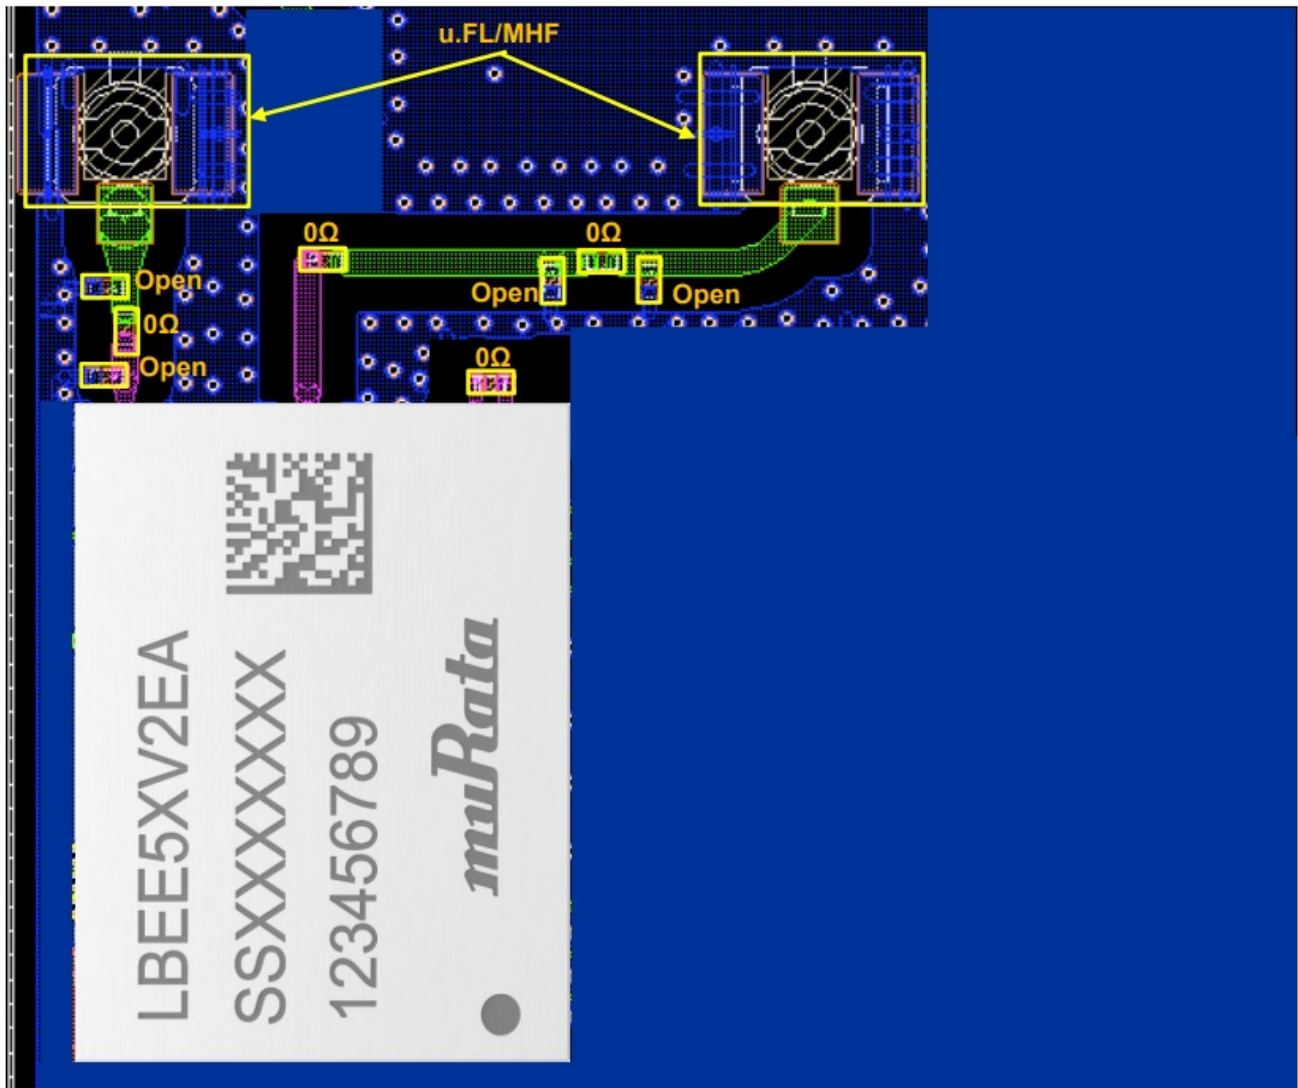 u.FL/MHF
0Ω
0Ω
Open
Open
Open
0Ω
Open
0Ω
LBEE5XV2EA
SSXXXXXXX
123456789
muRata